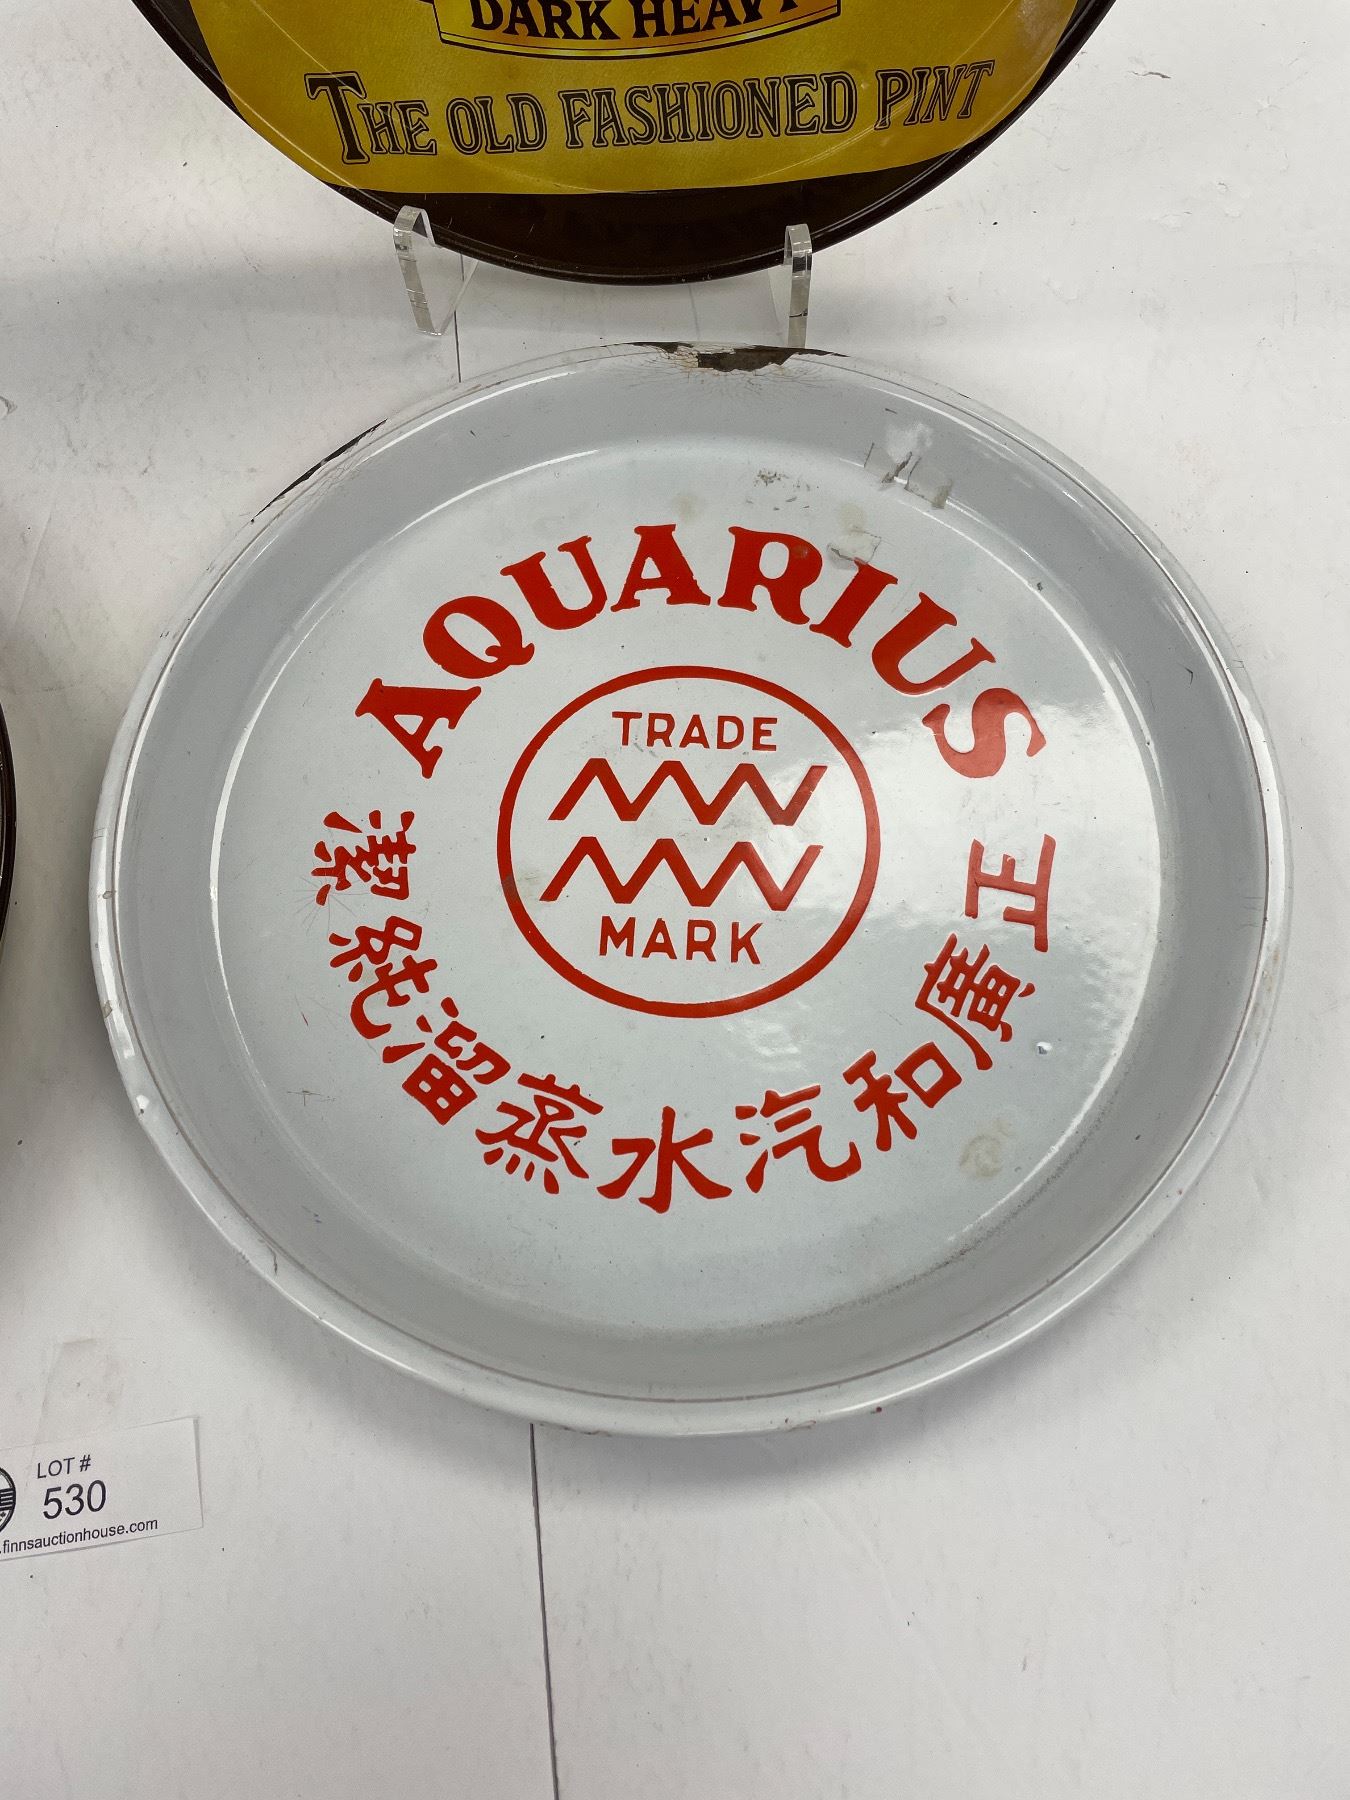 DARK HEAVY
THE OLD FASHIONED PINT
AQUARIUS
TRADE
MARK
正廣和汽水蒸溜純潔
LOT #
530
.finnsauctionhouse.com